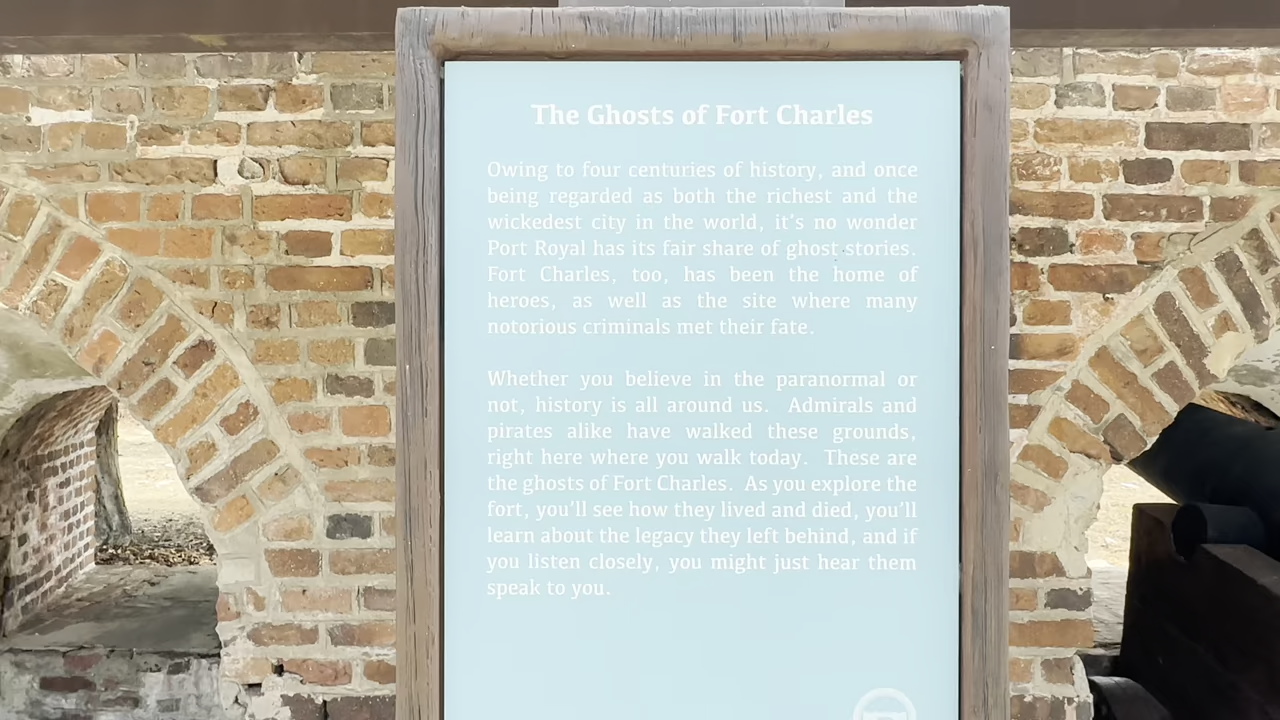 The Ghosts of Fort Charles
Owing to four centuries of history, and once
being regarded as both the richest and the
wickedest city in the world, it's no wonder
Port Royal has its fair share of ghost stories.
Fort Charles, too, has been the home of
heroes, as well as the site where many
notorious criminals met their fate.
Whether you believe in the paranormal or
not, history is all around us. Admirals and
pirates alike have walked these grounds,
right here where you walk today. These are
the ghosts of Fort Charles. As you explore the
fort, you'll see how they lived and died, you'll
learn about the legacy they left behind, and if
you listen closely, you might just hear them
speak to you.